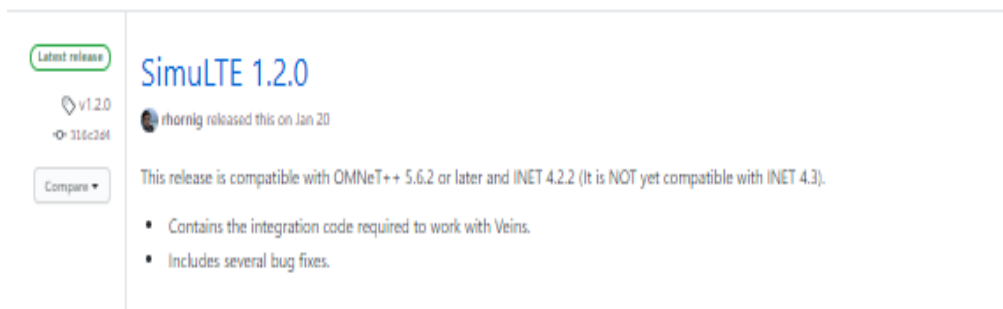 Latest release
v1.2.0
316c2d4
Compare
SimuLTE 1.2.0
rhornig released this on Jan 20
This release is compatible with OMNeT++ 5.6.2 or later and INET 4.2.2 (It is NOT yet compatible with INET 4.3).
• Contains the integration code required to work with Veins.
• Includes several bug fixes.